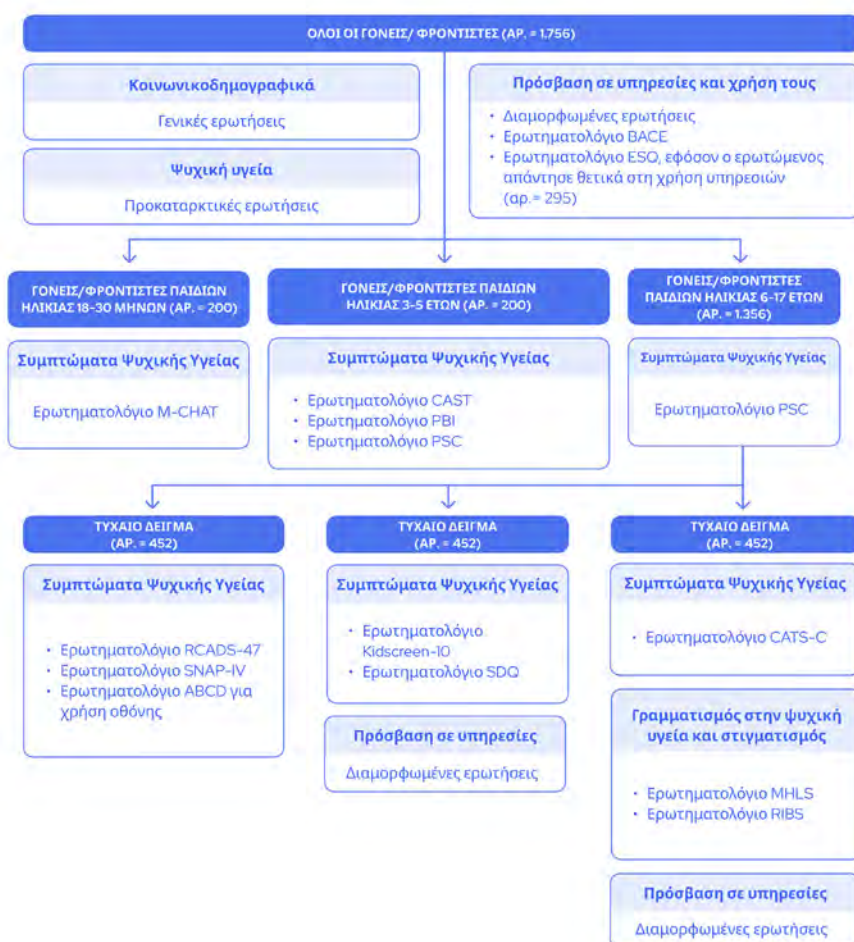 ΟΛΟΙ ΟΙ ΓΟΝΕΙΣ/ ΦΡΟΝΤΙΣΤΕΣ (ΑΡ. = 1.756)
Κοινωνικοδημογραφικά
Γενικές ερωτήσεις
Ψυχική υγεία
Προκαταρκτικές ερωτήσεις
Πρόσβαση σε υπηρεσίες και χρήση τους
• Διαμορφωμένες ερωτήσεις
• Ερωτηματολόγιο BACE
• Ερωτηματολόγιο ESQ, εφόσον ο ερωτώμενος
απάντησε θετικά στη χρήση υπηρεσιών
(αρ. = 295)
ΓΟΝΕΙΣ/ΦΡΟΝΤΙΣΤΕΣ ΠΑΙΔΙΩΝ
ΗΛΙΚΙΑΣ 18-30 ΜΗΝΩΝ (ΑΡ. = 200)
Συμπτώματα Ψυχικής Υγείας
Ερωτηματολόγιο M-CHAT
ΓΟΝΕΙΣ/ΦΡΟΝΤΙΣΤΕΣ ΠΑΙΔΙΩΝ
ΗΛΙΚΙΑΣ 3-5 ΕΤΩΝ (ΑΡ. = 200)
Συμπτώματα Ψυχικής Υγείας
• Ερωτηματολόγιο CAST
• Ερωτηματολόγιο PBI
• Ερωτηματολόγιο PSC
ΓΟΝΕΙΣ/ΦΡΟΝΤΙΣΤΕΣ
ΠΑΙΔΙΩΝ ΗΛΙΚΙΑΣ 6-17 ΕΤΩΝ
(ΑΡ. = 1.356)
Συμπτώματα Ψυχικής Υγείας
Ερωτηματολόγιο PSC
ΤΥΧΑΙΟ ΔΕΙΓΜΑ
(ΑΡ. = 452)
Συμπτώματα Ψυχικής Υγείας
• Ερωτηματολόγιο RCADS-47
• Ερωτηματολόγιο SNAP-IV
• Ερωτηματολόγιο ABCD για
χρήση οθόνης
ΤΥΧΑΙΟ ΔΕΙΓΜΑ
(ΑΡ. = 452)
Συμπτώματα Ψυχικής Υγείας
• Ερωτηματολόγιο
Kidscreen-10
• Ερωτηματολόγιο SDQ
Πρόσβαση σε υπηρεσίες
Διαμορφωμένες ερωτήσεις
ΤΥΧΑΙΟ ΔΕΙΓΜΑ
(ΑΡ. = 452)
Συμπτώματα Ψυχικής Υγείας
• Ερωτηματολόγιο CATS-C
Γραμματισμός στην ψυχική
υγεία και στιγματισμός
• Ερωτηματολόγιο MHLS
• Ερωτηματολόγιο RIBS
Πρόσβαση σε υπηρεσίες
Διαμορφωμένες ερωτήσεις